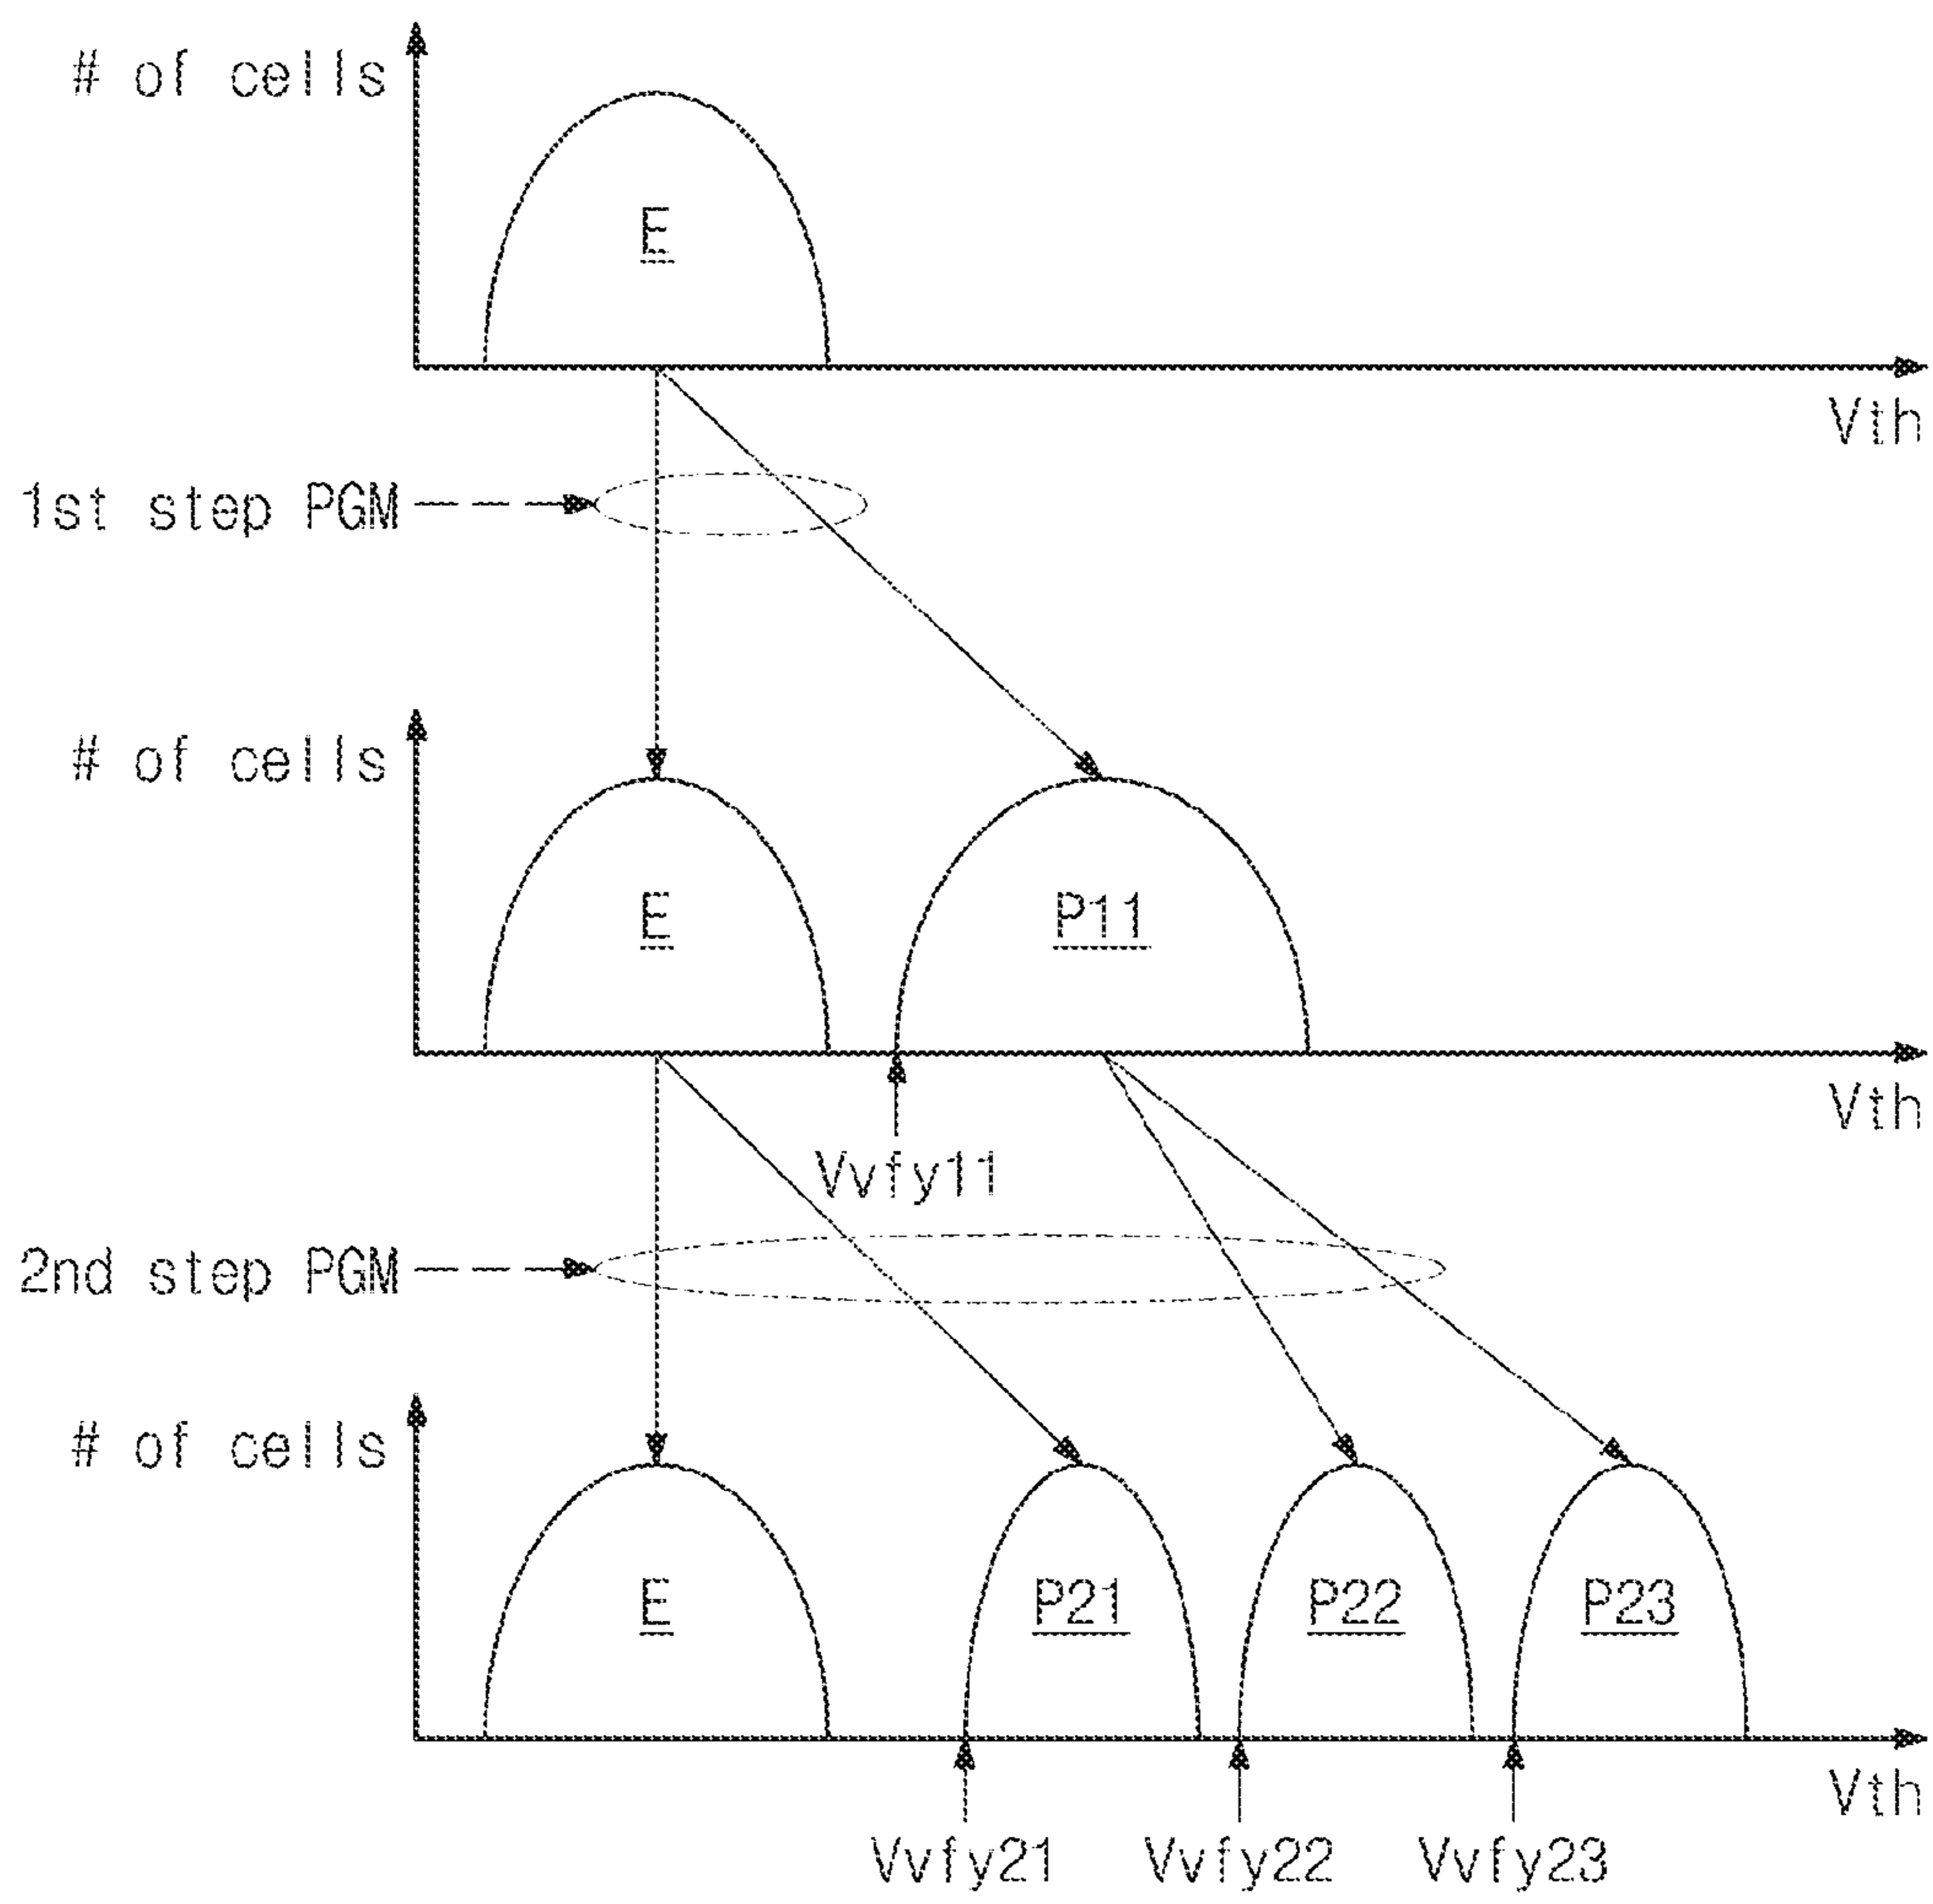 # of cells
E
Vth
1st step PGM
# of cells
E
P11
Vth
Vvfy11
2nd step PGM
# of cells
E
P21
P22
P23
Vth
Vvfy21
Vvfy22
Vvfy23